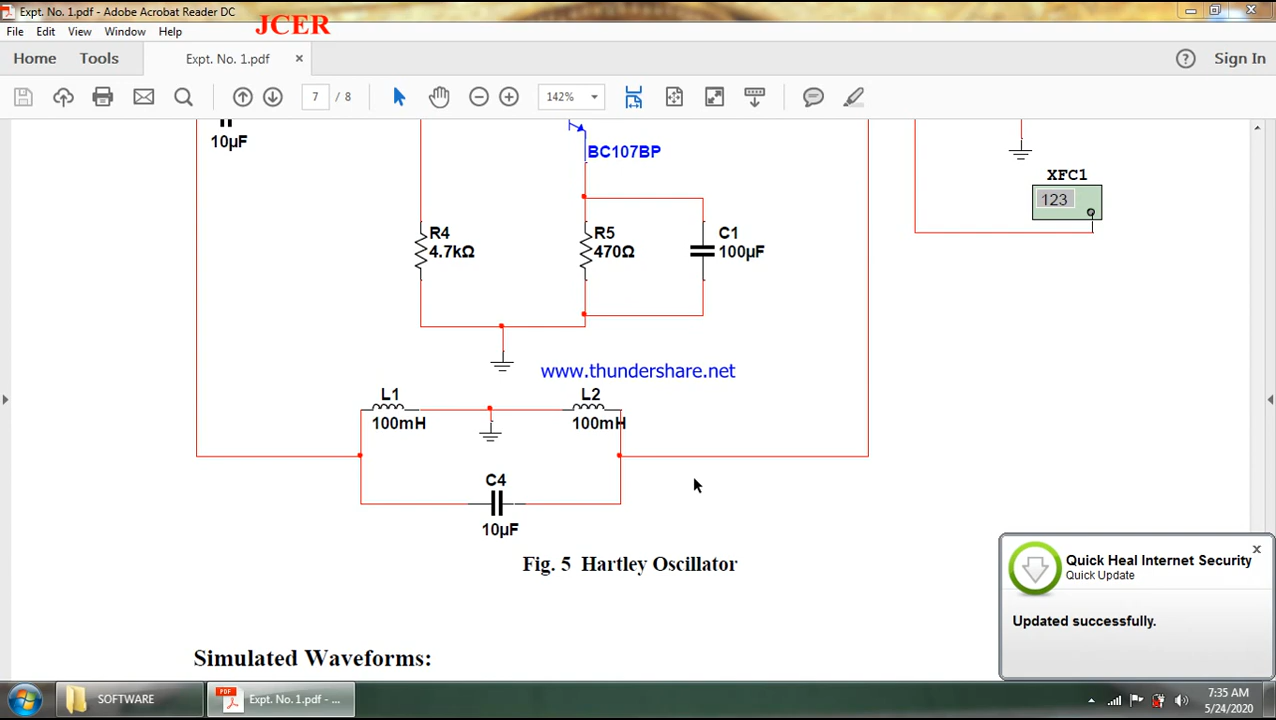 Expt. No. 1.pdf - Adobe Acrobat Reader DC
JCER
File Edit View Window Help
Home Tools Expt. No. 1.pdf × ? Sign In
7 / 8 142%
10µF
BC107BP
XFC1
123
R4
4.7kΩ
R5
470Ω
C1
100µF
www.thundershare.net
L1
100mH
L2
100mH
C4
10µF
Fig. 5 Hartley Oscillator
Quick Heal Internet Security
Quick Update
Updated successfully.
Simulated Waveforms:
SOFTWARE
Expt. No. 1.pdf - ...
7:35 AM
5/24/2020